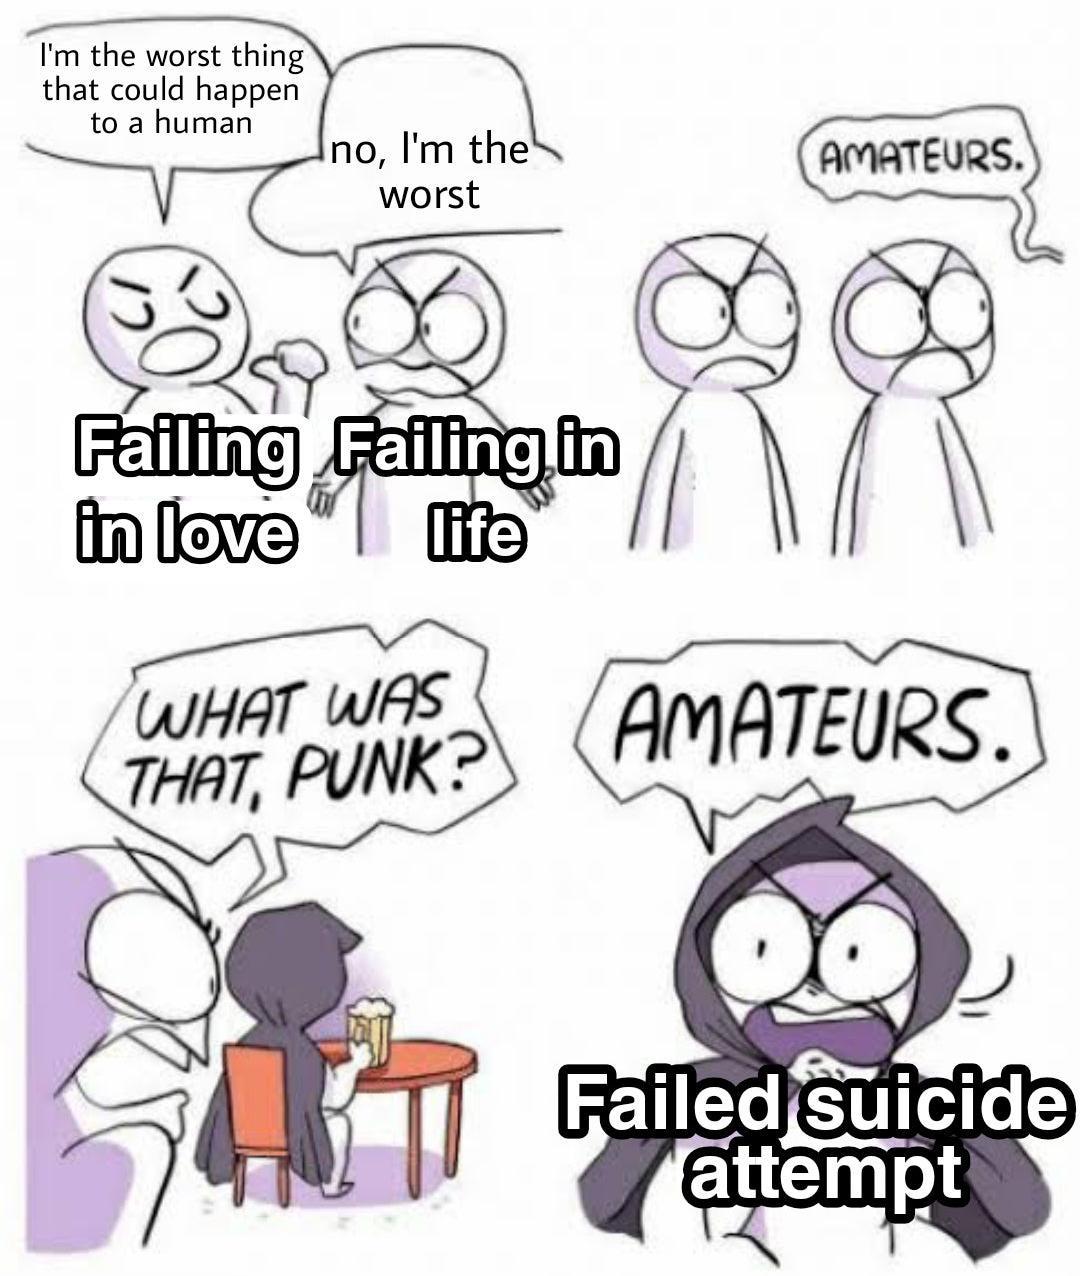 I'm the worst thing
that could happen
to a human
no, I'm the
worst
AMATEURS.
Failing
in love
Failing in
life
WHAT WAS
THAT, PUNK?
AMATEURS.
Failed suicide
attempt